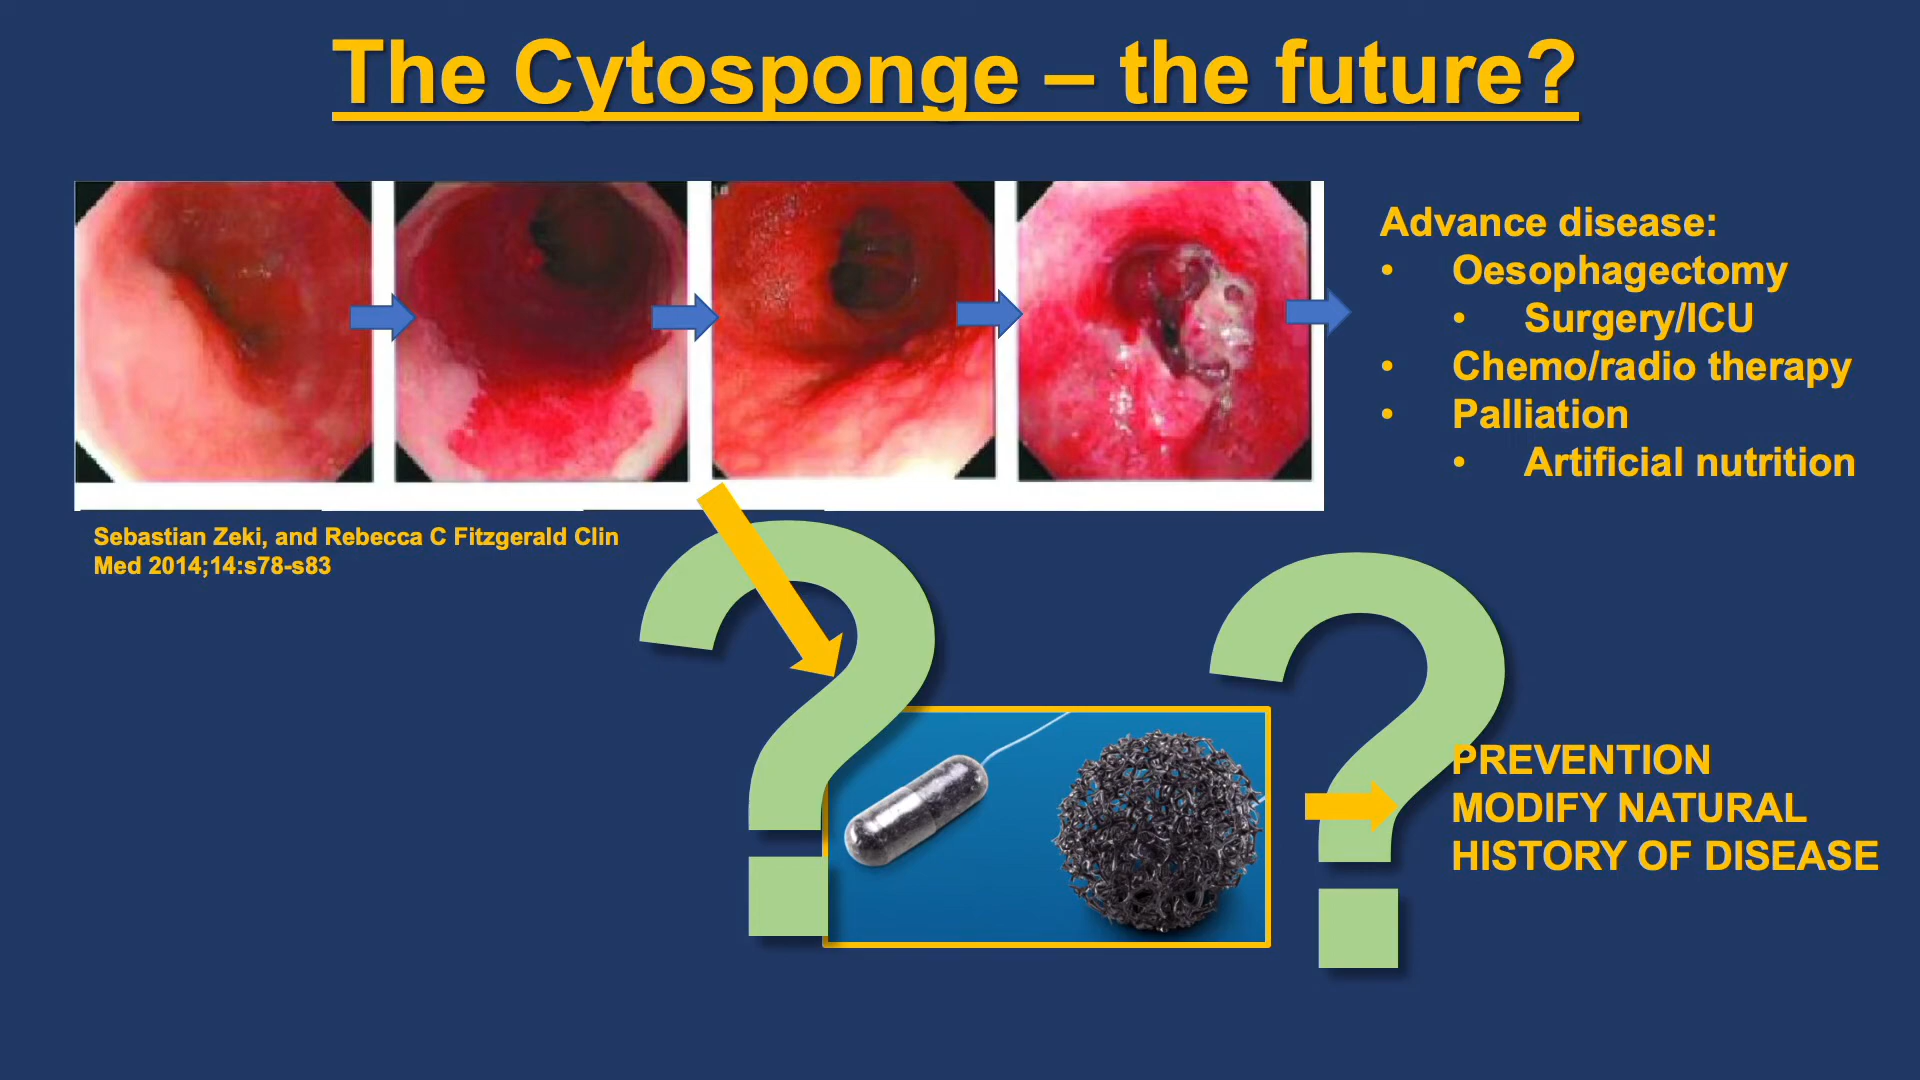 The Cytosponge – the future?
Advance disease:
• Oesophagectomy
• Surgery/ICU
• Chemo/radio therapy
• Palliation
• Artificial nutrition
Sebastian Zeki, and Rebecca C Fitzgerald Clin
Med 2014;14:s78-s83
?
?
PREVENTION
MODIFY NATURAL
HISTORY OF DISEASE